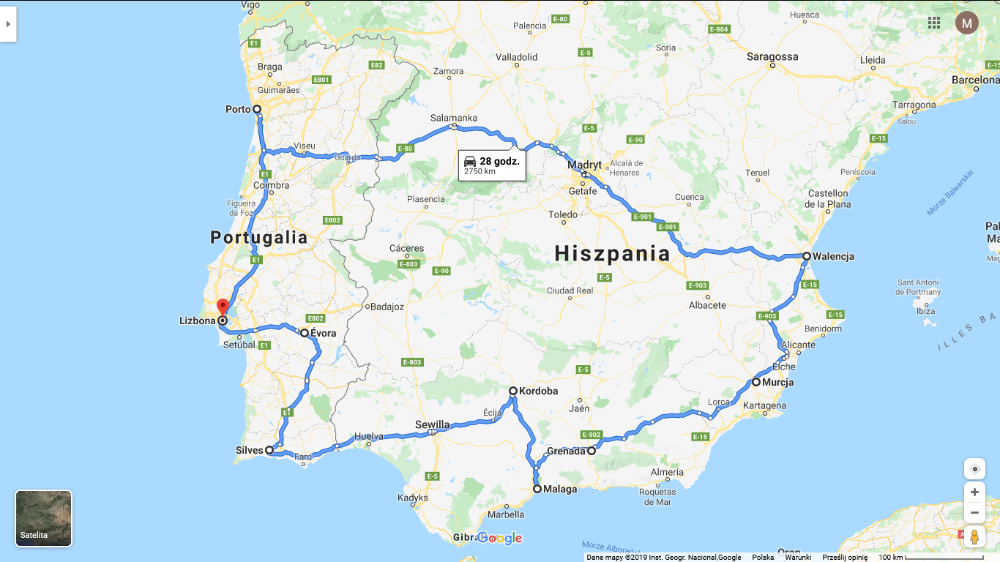 Vigo
Palencia
E-80
Huesca
E-804
M
E1
E-5
Soria
Valladolid
Saragossa
Lleida
E-15
Braga
E801
E82
Zamora
Barcelona
Guimarães
Tarragona
Porto
Salamanka
Salou
E-5
E-90
E-15
Viseu
E-80
Guarda
28 godz.
2750 km
Madryt
Alcalá de
Henares
E1
Teruel
Peníscola
Coimbra
Getafe
Morze Balearskie
Figueira
da Foz
Plasencia
Cuenca
Castellon
de la Plana
E802
Toledo
E-901
E-901
Portugalia
Hiszpania
E1
Cáceres
E-803
E-90
Walencja
E-5
E-903
E-15
Ciudad Real
Sant Antoni
de Portmany
Badajoz
Albacete
Ibiza
Lizbona
E802
E-903
E-15
Évora
Benidorm
ILLES BA
Setúbal
E1
Alicante
E-803
E-5
Elche
Murcja
Kordoba
Jaén
Lorca
Kartagena
E1
Écija
Sewilla
Huelva
E-902
E-15
Silves
Faro
Grenada
Almería
E-5
Malaga
Roquetas
de Mar
Kadyks
Marbella
Satelita
Gibra
Google
Morze Alborańskie
Oran
Dane mapy ©2019 Inst. Geogr. Nacional,Google
Polska
Warunki
Prześlij opinię
100 km